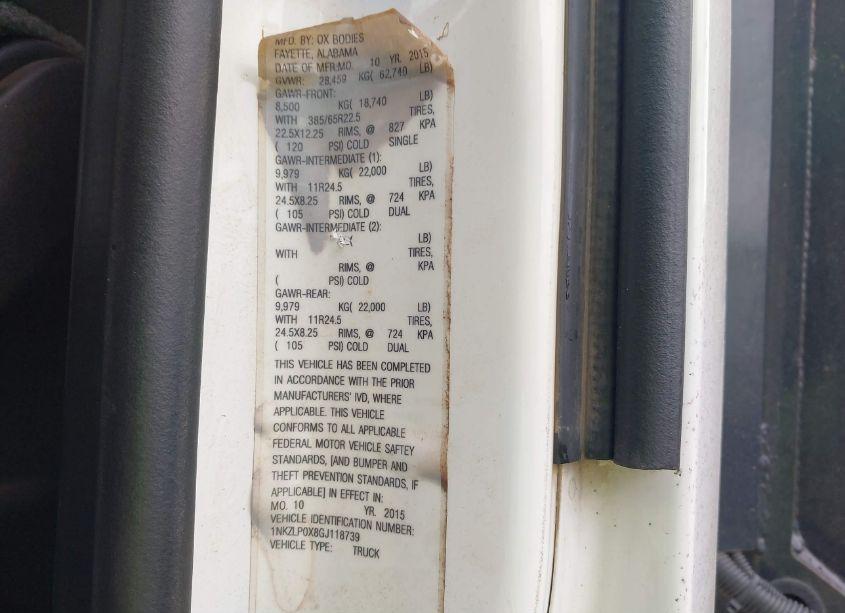 MFD. BY: OX BODIES
FAYETTE, ALABAMA
DATE OF MFR:MO. 10 YR. 2015
GVWR: 28,459 KG( 62,740 LB)
GAWR-FRONT:
8,500 KG( 18,740 LB)
WITH 385/65R22.5 TIRES,
22.5X12.25 RIMS, @ 827 KPA
( 120 PSI) COLD SINGLE
GAWR-INTERMEDIATE (1):
9,979 KG( 22,000 LB)
WITH 11R24.5 TIRES,
24.5X8.25 RIMS, @ 724 KPA
( 105 PSI) COLD DUAL
GAWR-INTERMEDIATE (2):
LB)
WITH TIRES,
RIMS, @ KPA
( PSI) COLD
GAWR-REAR:
9,979 KG( 22,000 LB)
WITH 11R24.5 TIRES,
24.5X8.25 RIMS, @ 724 KPA
( 105 PSI) COLD DUAL
THIS VEHICLE HAS BEEN COMPLETED
IN ACCORDANCE WITH THE PRIOR
MANUFACTURERS' IVD, WHERE
APPLICABLE. THIS VEHICLE
CONFORMS TO ALL APPLICABLE
FEDERAL MOTOR VEHICLE SAFTEY
STANDARDS, [AND BUMPER AND
THEFT PREVENTION STANDARDS, IF
APPLICABLE] IN EFFECT IN:
MO. 10 YR. 2015
VEHICLE IDENTIFICATION NUMBER:
1NKZLP0X8GJ118739
VEHICLE TYPE: TRUCK